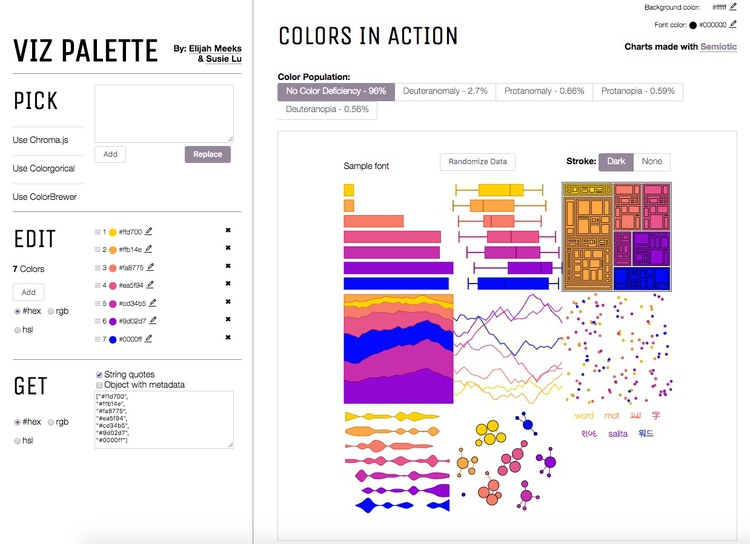 VIZ PALETTE
By: Elijah Meeks
& Susie Lu
PICK
Use Chroma.js
Use Colorgorical
Use ColorBrewer
Add
Replace
EDIT
7 Colors
Add
#hex
rgb
hsl
1 #ffd700
2 #ffb14e
3 #fa8775
4 #ea5f94
5 #cd34b5
6 #9d02d7
7 #0000ff
GET
#hex
rgb
hsl
String quotes
Object with metadata
["#ffd700",
"#ffb14e",
"#fa8775",
"#ea5f94",
"#cd34b5",
"#9d02d7",
"#0000ff"]
Background color: #ffffff
Font color: #000000
COLORS IN ACTION
Charts made with Semiotic
Color Population:
No Color Deficiency - 96%
Deuteranomaly - 2.7%
Protanomaly - 0.66%
Protanopia - 0.59%
Deuteranopia - 0.56%
Sample font
Randomize Data
Stroke:
Dark
None
word mot 字
salita 워드